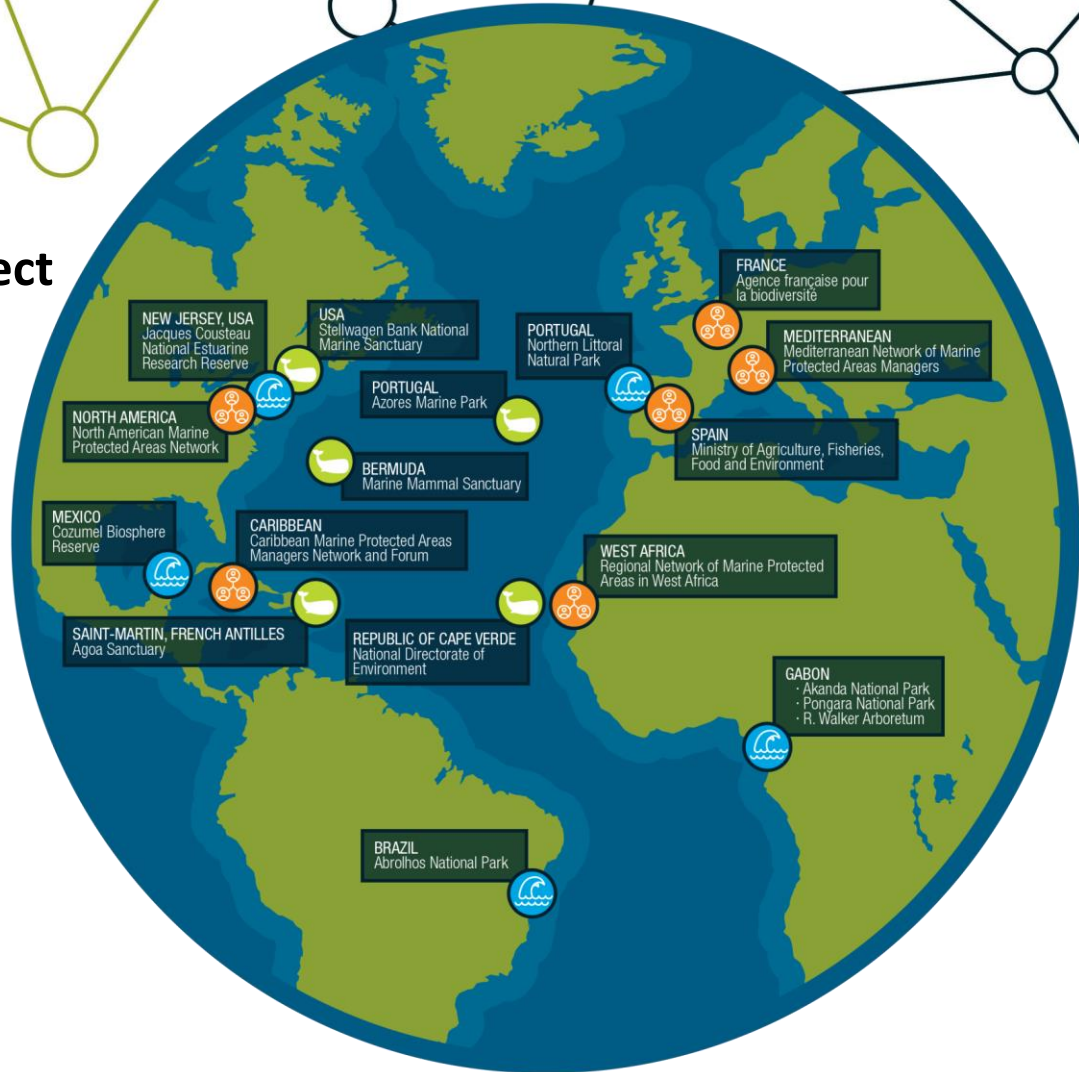 ect
FRANCE
Agence française pour
la biodiversité
NEW JERSEY, USA
Jacques Cousteau
National Estuarine
Research Reserve
USA
Stellwagen Bank National
Marine Sanctuary
PORTUGAL
Northern Littoral
Natural Park
MEDITERRANEAN
Mediterranean Network of Marine
Protected Areas Managers
PORTUGAL
Azores Marine Park
NORTH AMERICA
North American Marine
Protected Areas Network
SPAIN
Ministry of Agriculture, Fisheries,
Food and Environment
BERMUDA
Marine Mammal Sanctuary
MEXICO
Cozumel Biosphere
Reserve
CARIBBEAN
Caribbean Marine Protected Areas
Managers Network and Forum
WEST AFRICA
Regional Network of Marine Protected
Areas in West Africa
SAINT-MARTIN, FRENCH ANTILLES
Agoa Sanctuary
REPUBLIC OF CAPE VERDE
National Directorate of
Environment
GABON
· Akanda National Park
· Pongara National Park
· R. Walker Arboretum
BRAZIL
Abrolhos National Park